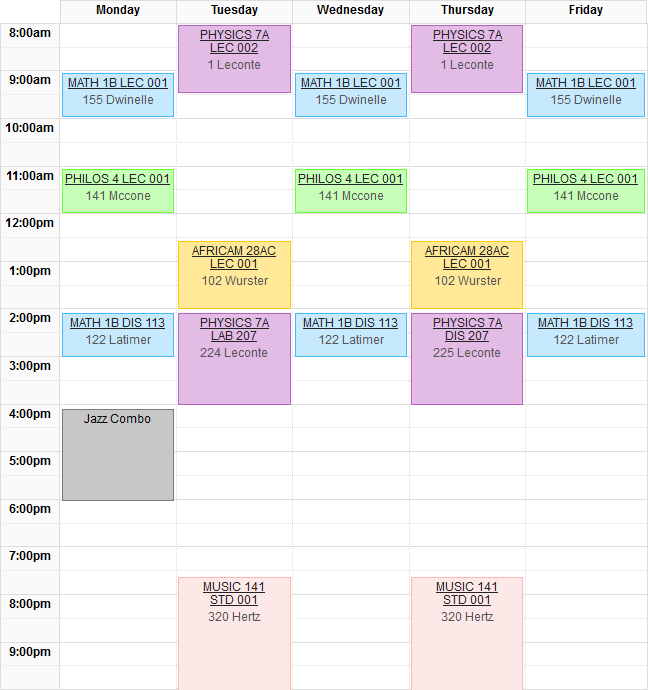 Monday Tuesday Wednesday Thursday Friday
8:00am
PHYSICS 7A
LEC 002
1 Leconte
PHYSICS 7A
LEC 002
1 Leconte
9:00am
MATH 1B LEC 001
155 Dwinelle
MATH 1B LEC 001
155 Dwinelle
MATH 1B LEC 001
155 Dwinelle
10:00am
11:00am
PHILOS 4 LEC 001
141 Mccone
PHILOS 4 LEC 001
141 Mccone
PHILOS 4 LEC 001
141 Mccone
12:00pm
AFRICAM 28AC
LEC 001
102 Wurster
AFRICAM 28AC
LEC 001
102 Wurster
1:00pm
2:00pm
MATH 1B DIS 113
122 Latimer
PHYSICS 7A
LAB 207
224 Leconte
MATH 1B DIS 113
122 Latimer
PHYSICS 7A
DIS 207
225 Leconte
MATH 1B DIS 113
122 Latimer
3:00pm
4:00pm
Jazz Combo
5:00pm
6:00pm
7:00pm
MUSIC 141
STD 001
320 Hertz
MUSIC 141
STD 001
320 Hertz
8:00pm
9:00pm